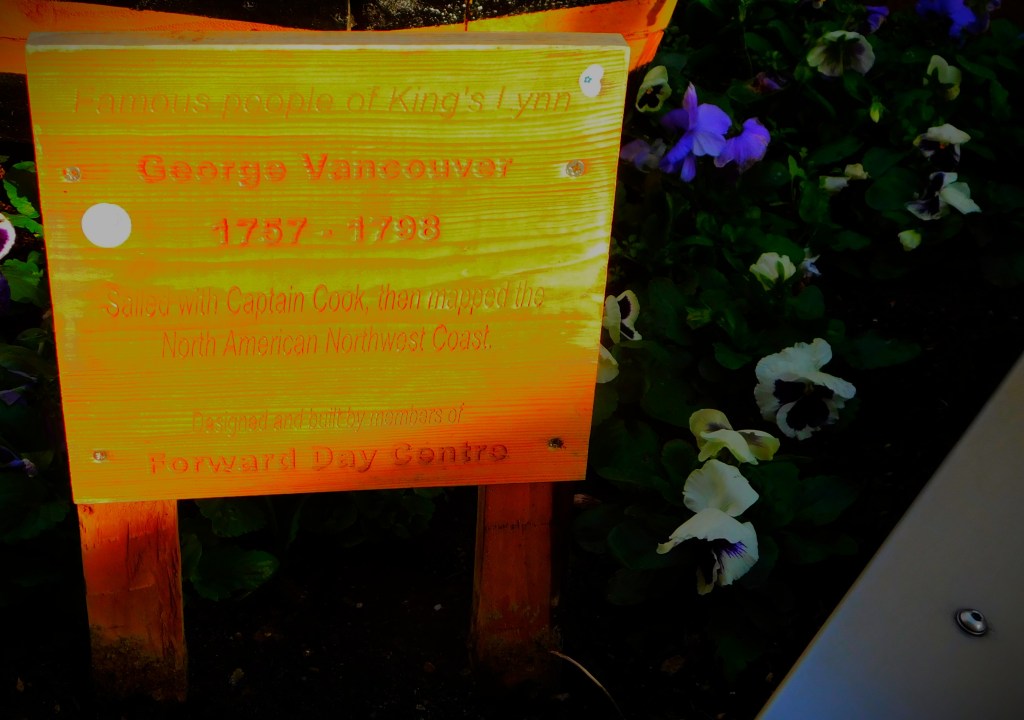 Famous people of King's Lynn
George Vancouver
1757 - 1798
Sailed with Captain Cook, then mapped the
North American Northwest Coast.
Designed and built by members of
Forward Day Centre